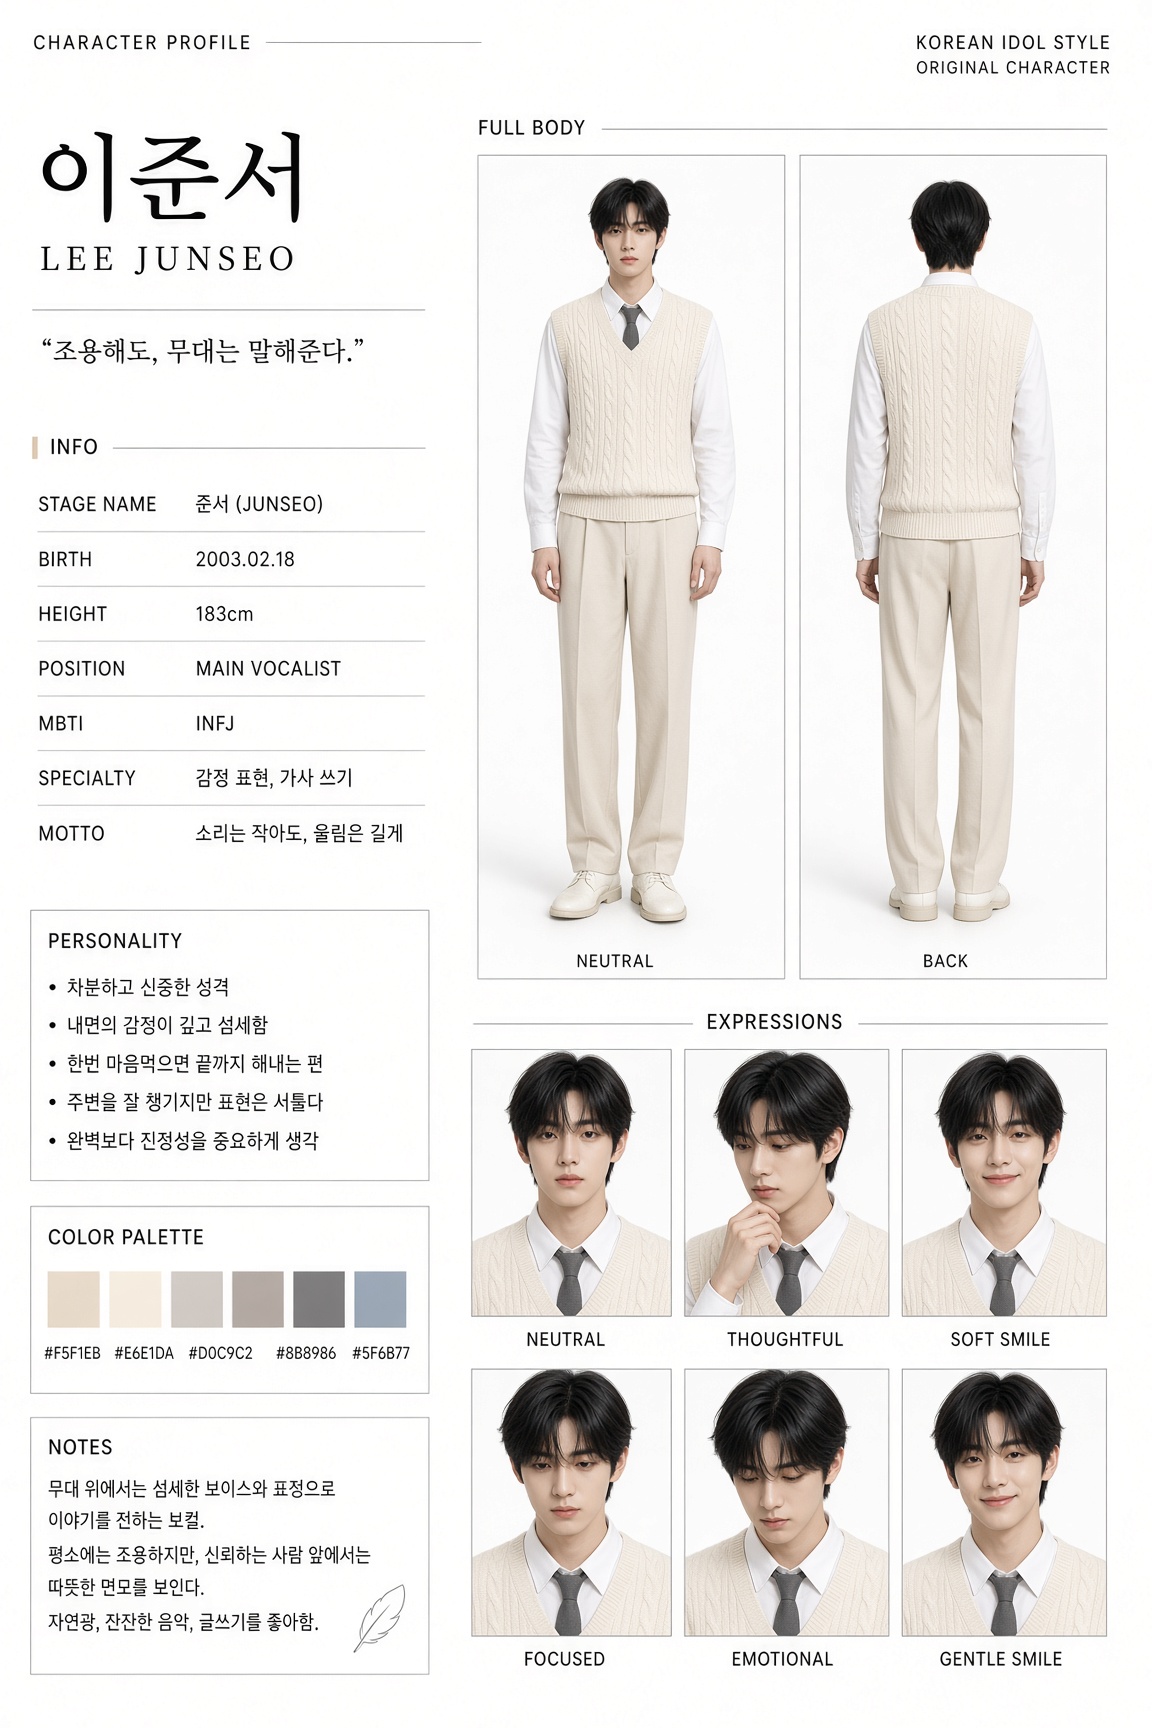 CHARACTER PROFILE
KOREAN IDOL STYLE
ORIGINAL CHARACTER
이준서
LEE JUNSEO
“조용해도, 무대는 말해준다.”
INFO
STAGE NAME 준서 (JUNSEO)
BIRTH 2003.02.18
HEIGHT 183cm
POSITION MAIN VOCALIST
MBTI INFJ
SPECIALTY 감정 표현, 가사 쓰기
MOTTO 소리는 작아도, 울림은 길게
PERSONALITY
• 차분하고 신중한 성격
• 내면의 감정이 깊고 섬세함
• 한번 마음먹으면 끝까지 해내는 편
• 주변을 잘 챙기지만 표현은 서툴다
• 완벽보다 진정성을 중요하게 생각
COLOR PALETTE
#F5F1EB #E6E1DA #D0C9C2 #8B8986 #5F6B77
NOTES
무대 위에서는 섬세한 보이스와 표정으로
이야기를 전하는 보컬.
평소에는 조용하지만, 신뢰하는 사람 앞에서는
따뜻한 면모를 보인다.
자연광, 잔잔한 음악, 글쓰기를 좋아함.
FULL BODY
NEUTRAL BACK
EXPRESSIONS
NEUTRAL THOUGHTFUL SOFT SMILE
FOCUSED EMOTIONAL GENTLE SMILE